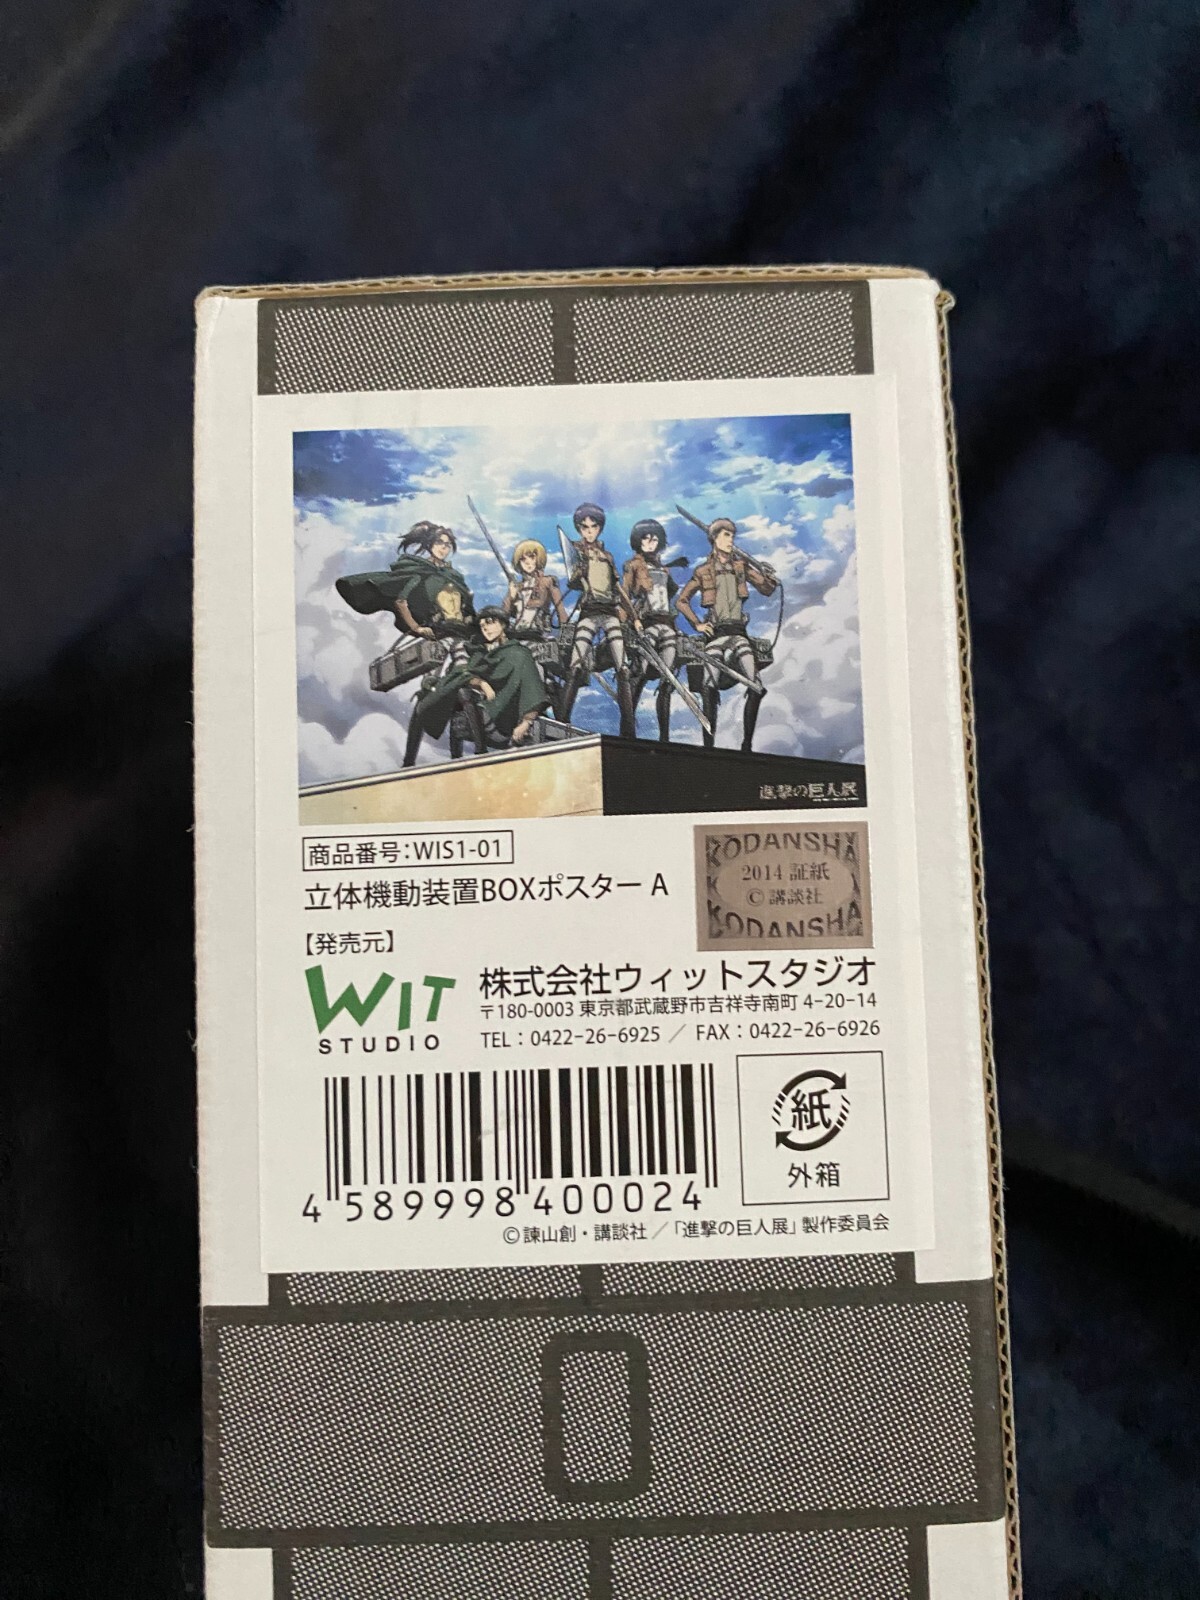 進撃の巨人展
商品番号：WIS1-01
立体機動装置BOXポスター A
KODANSHA
2014 証紙
©講談社
KODANSHA
【発売元】
WIT
STUDIO
株式会社ウィットスタジオ
〒180-0003 東京都武蔵野市吉祥寺南町 4-20-14
TEL：0422-26-6925 ／ FAX：0422-26-6926
紙
外箱
4 589998 400024
©諫山創・講談社／「進撃の巨人展」製作委員会